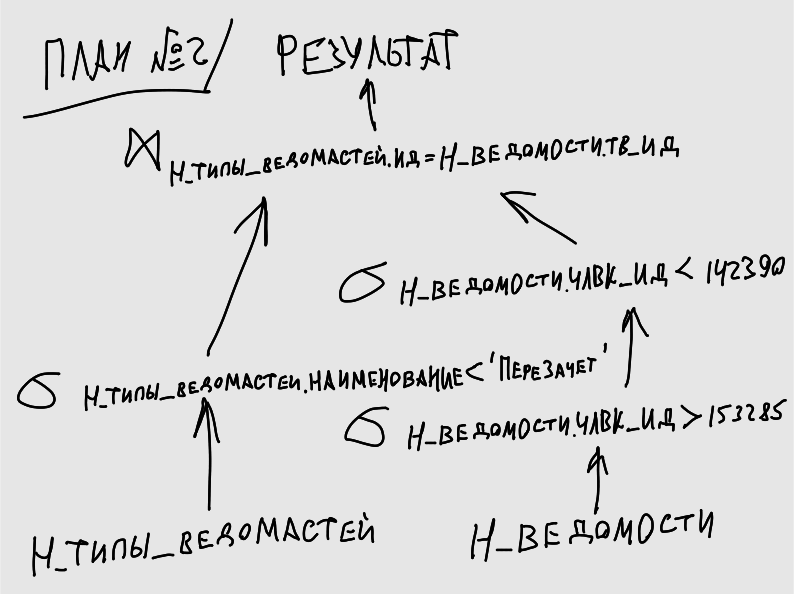 ПЛАН №2/ РЕЗУЛЬТАТ
⋈ Н_ТИПЫ_ВЕДОМАСТЕЙ.ИД = Н_ВЕДОМОСТИ.ТВ_ИД
σ Н_ВЕДОМОСТИ.ЧЛВК_ИД < 142390
σ Н_ТИПЫ_ВЕДОМАСТЕЙ.НАИМЕНОВАНИЕ < 'ПЕРЕЗАЧЕТ'
σ Н_ВЕДОМОСТИ.ЧЛВК_ИД > 153285
Н_ТИПЫ_ВЕДОМАСТЕЙ
Н_ВЕДОМОСТИ